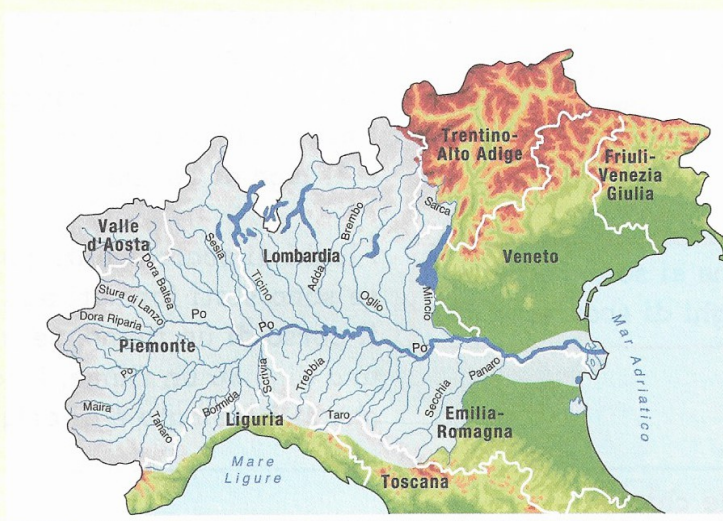 Trentino-
Alto Adige
Friuli-
Venezia
Giulia
Valle
d'Aosta
Sesia
Lombardia
Brembo
Sarca
Veneto
Dora Baltea
Ticino
Adda
Stura di Lanzo
Oglio
Mincio
Dora Riparia
Po
Po
Piemonte
Po
Po
Po
Mar Adriatico
Scrivia
Trebbia
Panaro
Secchia
Maira
Tanaro
Bormida
Liguria
Taro
Emilia-
Romagna
Mare
Ligure
Toscana